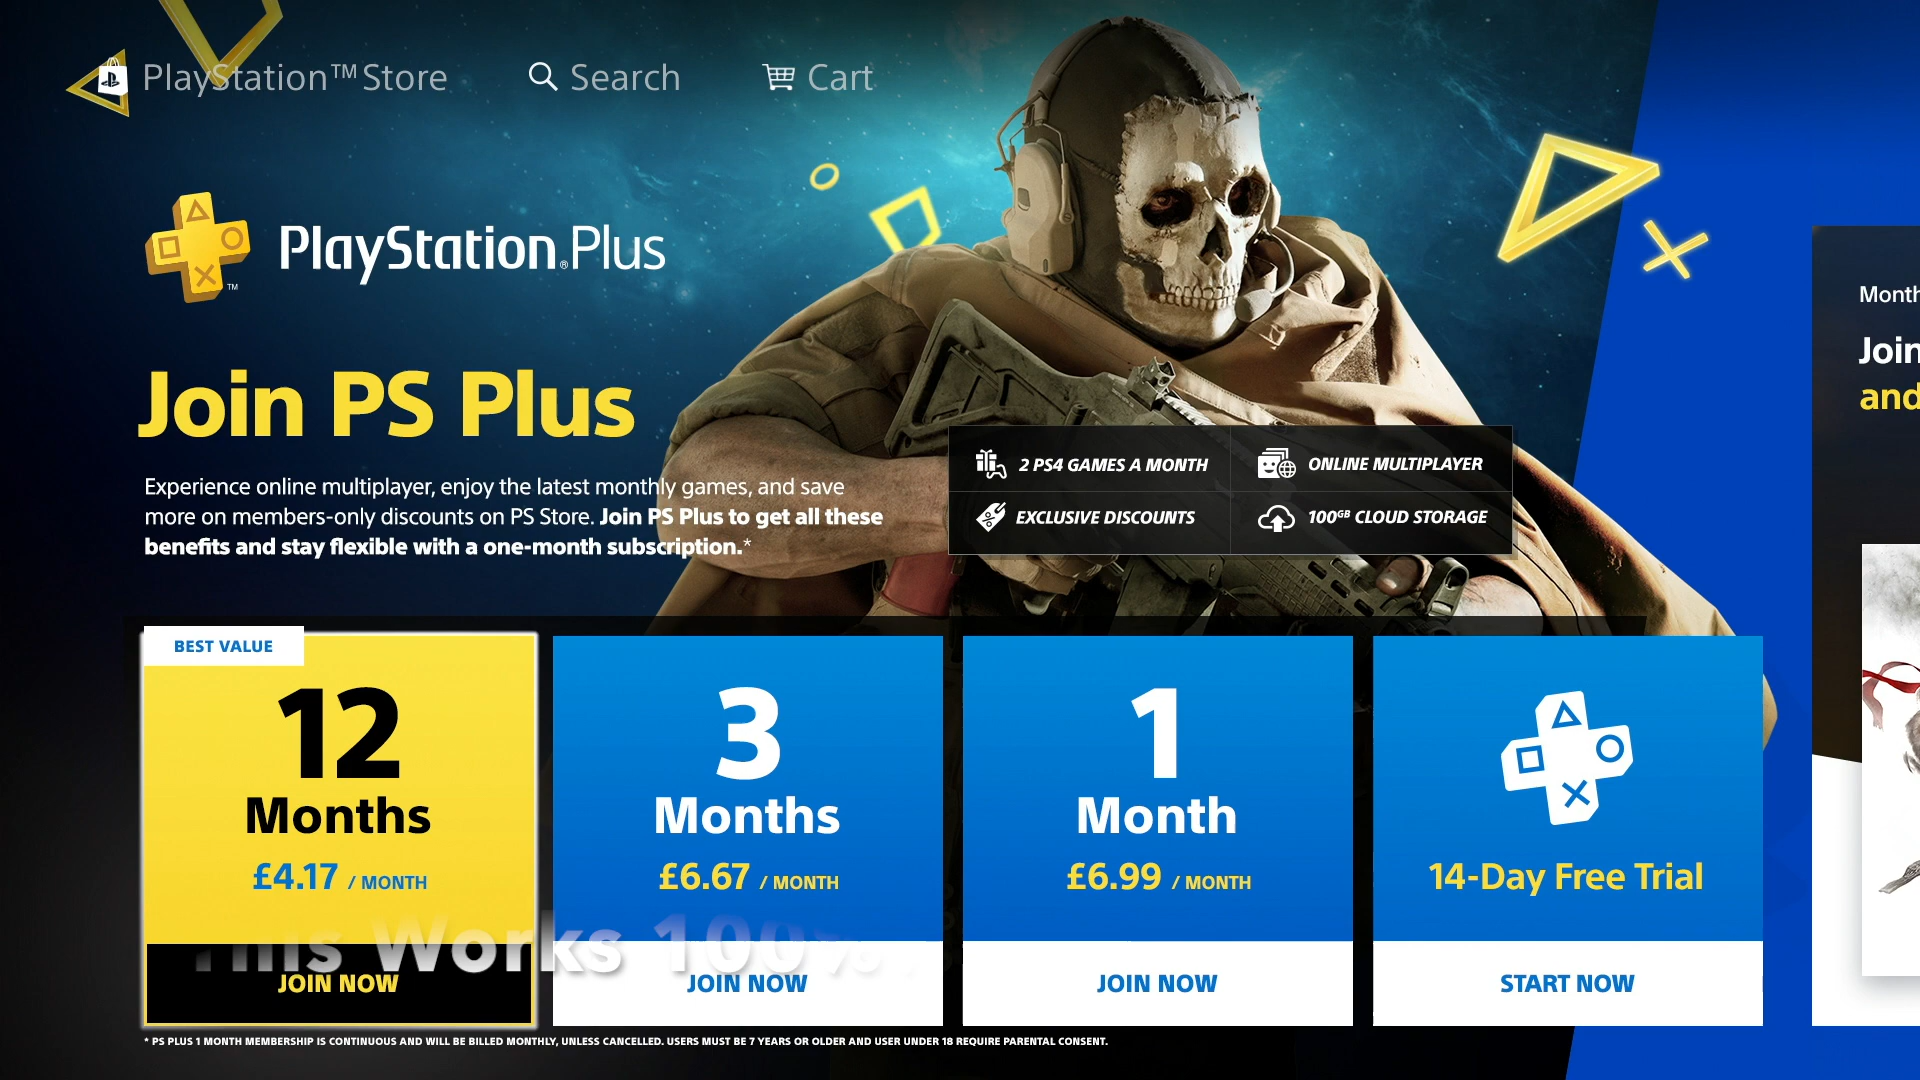 PlayStation™Store
Search
Cart
PlayStation®Plus
TM
Join PS Plus
Experience online multiplayer, enjoy the latest monthly games, and save
more on members-only discounts on PS Store. Join PS Plus to get all these
benefits and stay flexible with a one-month subscription.*
2 PS4 GAMES A MONTH
ONLINE MULTIPLAYER
EXCLUSIVE DISCOUNTS
100GB CLOUD STORAGE
Join
and
BEST VALUE
12
Months
£4.17 / MONTH
JOIN NOW
3
Months
£6.67 / MONTH
JOIN NOW
1
Month
£6.99 / MONTH
JOIN NOW
14-Day Free Trial
START NOW
This Works 100%
* PS PLUS 1 MONTH MEMBERSHIP IS CONTINUOUS AND WILL BE BILLED MONTHLY, UNLESS CANCELLED. USERS MUST BE 7 YEARS OR OLDER AND USER UNDER 18 REQUIRE PARENTAL CONSENT.